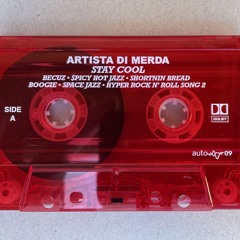 ARTISTA DI MERDA
STAY COOL
BECUZ • SPICY HOT JAZZ • SHORTNIN BREAD
BOOGIE • SPACE JAZZ • HYPER ROCK N' ROLL SONG 2
SIDE
A
DOLBY
09